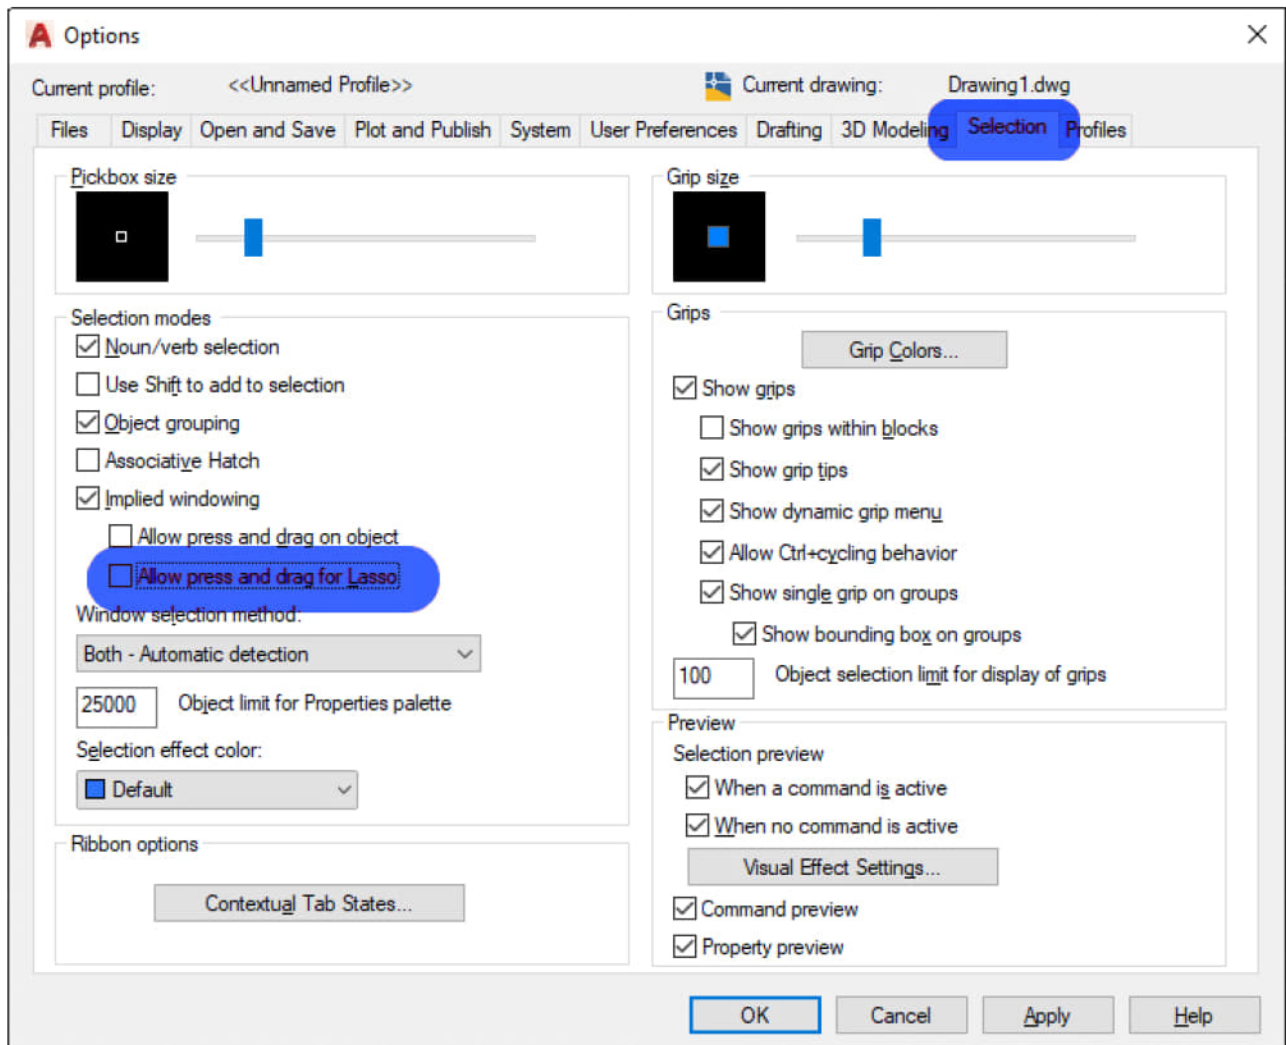 Options
Current profile: <<Unnamed Profile>> Current drawing: Drawing1.dwg
Files Display Open and Save Plot and Publish System User Preferences Drafting 3D Modeling Selection Profiles
Pickbox size
Selection modes
Noun/verb selection
Use Shift to add to selection
Object grouping
Associative Hatch
Implied windowing
Allow press and drag on object
Allow press and drag for Lasso
Window selection method:
Both - Automatic detection
25000 Object limit for Properties palette
Selection effect color:
Default
Ribbon options
Contextual Tab States...
Grip size
Grips
Grip Colors...
Show grips
Show grips within blocks
Show grip tips
Show dynamic grip menu
Allow Ctrl+cycling behavior
Show single grip on groups
Show bounding box on groups
100 Object selection limit for display of grips
Preview
Selection preview
When a command is active
When no command is active
Visual Effect Settings...
Command preview
Property preview
OK Cancel Apply Help